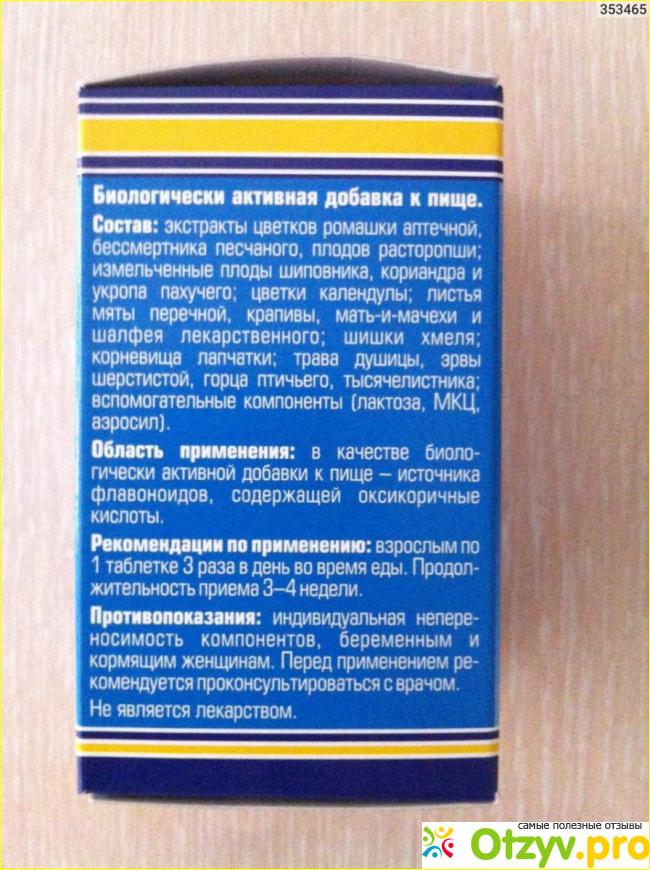 353465
Биологически активная добавка к пище.
Состав: экстракты цветков ромашки аптечной,
бессмертника песчаного, плодов расторопши;
измельченные плоды шиповника, кориандра и
укропа пахучего; цветки календулы; листья
мяты перечной, крапивы, мать-и-мачехи и
шалфея лекарственного; шишки хмеля;
корневища лапчатки; трава душицы, эрвы
шерстистой, горца птичьего, тысячелистника;
вспомогательные компоненты (лактоза, МКЦ,
аэросил).
Область применения: в качестве биоло-
гически активной добавки к пище – источника
флавоноидов, содержащей оксикоричные
кислоты.
Рекомендации по применению: взрослым по
1 таблетке 3 раза в день во время еды. Продол-
жительность приема 3–4 недели.
Противопоказания: индивидуальная непере-
носимость компонентов, беременным и
кормящим женщинам. Перед применением ре-
комендуется проконсультироваться с врачом.
Не является лекарством.
самые полезные отзывы
Otzyv.pro